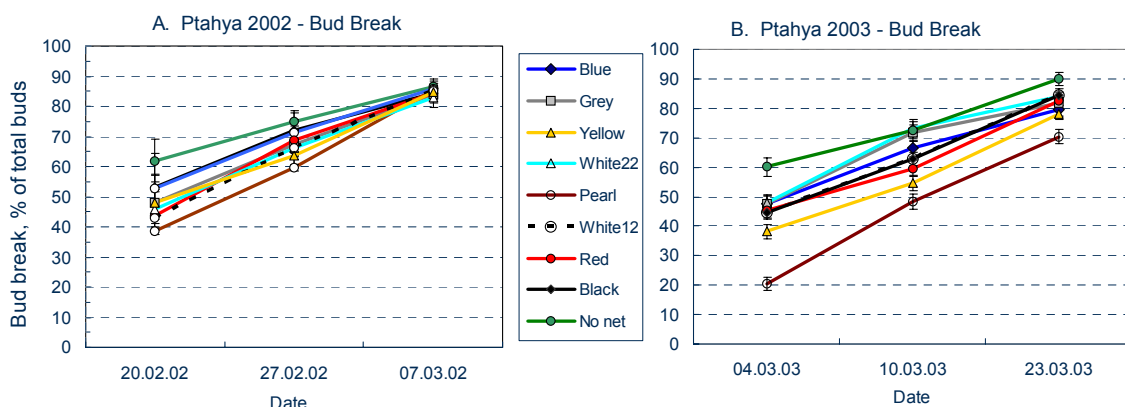 A. Ptahya 2002 - Bud Break
Bud break, % of total buds
100
90
80
70
60
50
40
30
20
10
0
20.02.02
27.02.02
07.03.02
Date
Blue
Grey
Yellow
White22
Pearl
White12
Red
Black
No net
B. Ptahya 2003 - Bud Break
100
90
80
70
60
50
40
30
20
10
0
04.03.03
10.03.03
23.03.03
Date